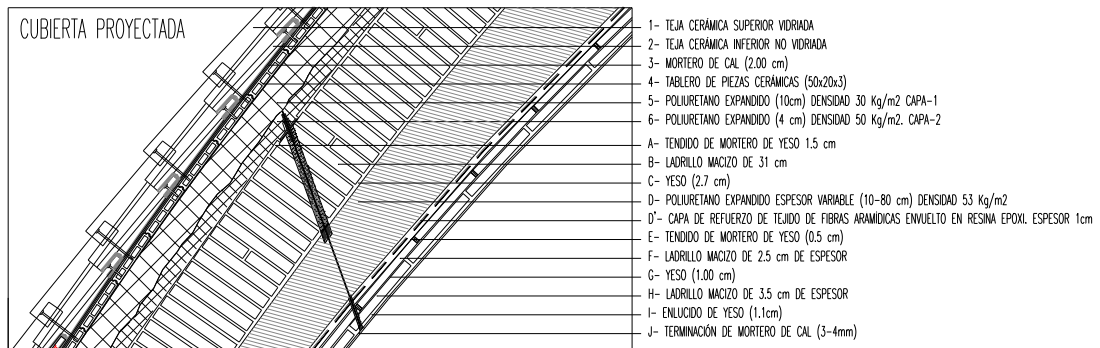 CUBIERTA PROYECTADA
1- TEJA CERÁMICA SUPERIOR VIDRIADA
2- TEJA CERÁMICA INFERIOR NO VIDRIADA
3- MORTERO DE CAL (2.00 cm)
4- TABLERO DE PIEZAS CERÁMICAS (50x20x3)
5- POLIURETANO EXPANDIDO (10cm) DENSIDAD 30 Kg/m2 CAPA-1
6- POLIURETANO EXPANDIDO (4 cm) DENSIDAD 50 Kg/m2. CAPA-2
A- TENDIDO DE MORTERO DE YESO 1.5 cm
B- LADRILLO MACIZO DE 31 cm
C- YESO (2.7 cm)
D- POLIURETANO EXPANDIDO ESPESOR VARIABLE (10-80 cm) DENSIDAD 53 Kg/m2
D'- CAPA DE REFUERZO DE TEJIDO DE FIBRAS ARAMÍDICAS ENVUELTO EN RESINA EPOXI. ESPESOR 1cm
E- TENDIDO DE MORTERO DE YESO (0.5 cm)
F- LADRILLO MACIZO DE 2.5 cm DE ESPESOR
G- YESO (1.00 cm)
H- LADRILLO MACIZO DE 3.5 cm DE ESPESOR
I- ENLUCIDO DE YESO (1.1cm)
J- TERMINACIÓN DE MORTERO DE CAL (3-4mm)